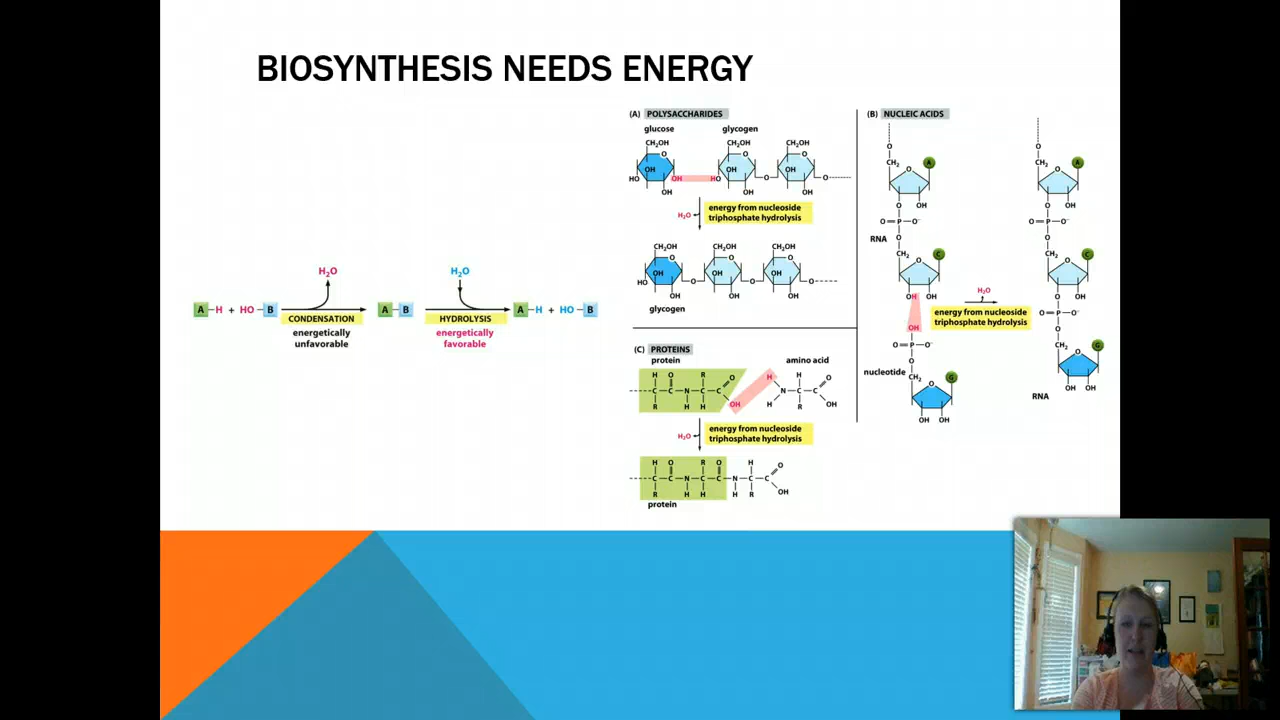 BIOSYNTHESIS NEEDS ENERGY
H₂O
H₂O
A–H + HO–B
CONDENSATION
energetically
unfavorable
A–B
HYDROLYSIS
energetically
favorable
A–H + HO–B
(A) POLYSACCHARIDES
glucose
glycogen
CH₂OH
CH₂OH
CH₂OH
O
O
O
OH
OH
OH
HO
OH
HO
O
O
OH
OH
OH
H₂O
energy from nucleoside
triphosphate hydrolysis
CH₂OH
CH₂OH
CH₂OH
O
O
O
OH
OH
OH
HO
O
O
O
OH
OH
OH
glycogen
(B) NUCLEIC ACIDS
O
CH₂
A
O
O
OH
O=P–O⁻
O
RNA
CH₂
C
O
OH
OH
H₂O
energy from nucleoside
triphosphate hydrolysis
OH
O=P–O⁻
O
nucleotide
CH₂
G
O
OH
OH
O
CH₂
A
O
O
OH
O=P–O⁻
O
CH₂
C
O
O
OH
O=P–O⁻
O
CH₂
G
O
OH
OH
RNA
(C) PROTEINS
protein
amino acid
H
O
R
O
H
H
O
C–C–N–C–C
N–C–C
R
H
H
OH
H
R
OH
H₂O
energy from nucleoside
triphosphate hydrolysis
H
O
R
O
H
O
C–C–N–C–C–N–C–C
R
H
H
H
R
OH
protein